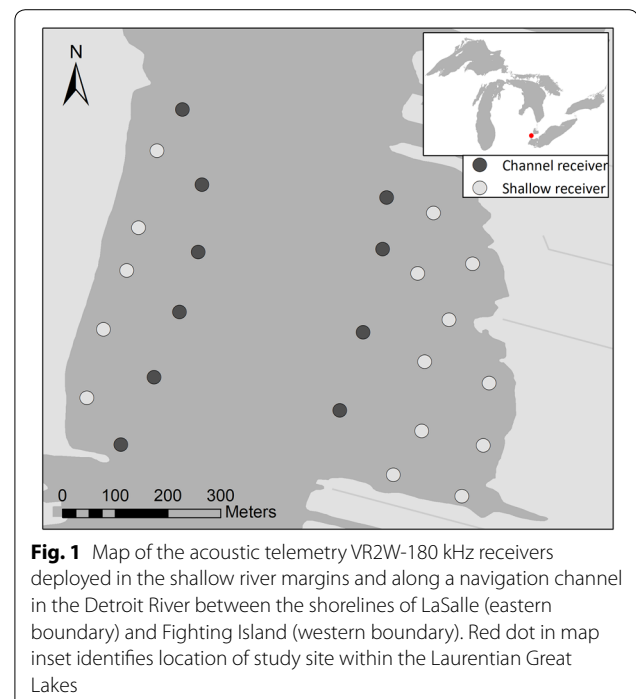 N
Channel receiver
Shallow receiver
0 100 200 300
Meters
Fig. 1 Map of the acoustic telemetry VR2W-180 kHz receivers
deployed in the shallow river margins and along a navigation channel
in the Detroit River between the shorelines of LaSalle (eastern
boundary) and Fighting Island (western boundary). Red dot in map
inset identifies location of study site within the Laurentian Great
Lakes